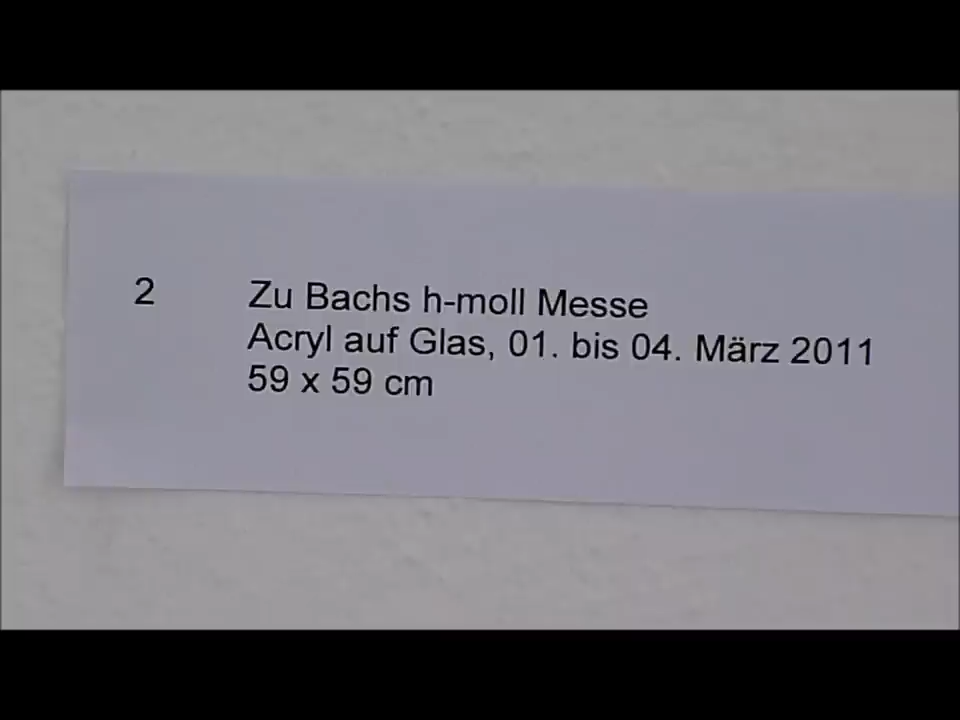 2 Zu Bachs h-moll Messe
Acryl auf Glas, 01. bis 04. März 2011
59 x 59 cm